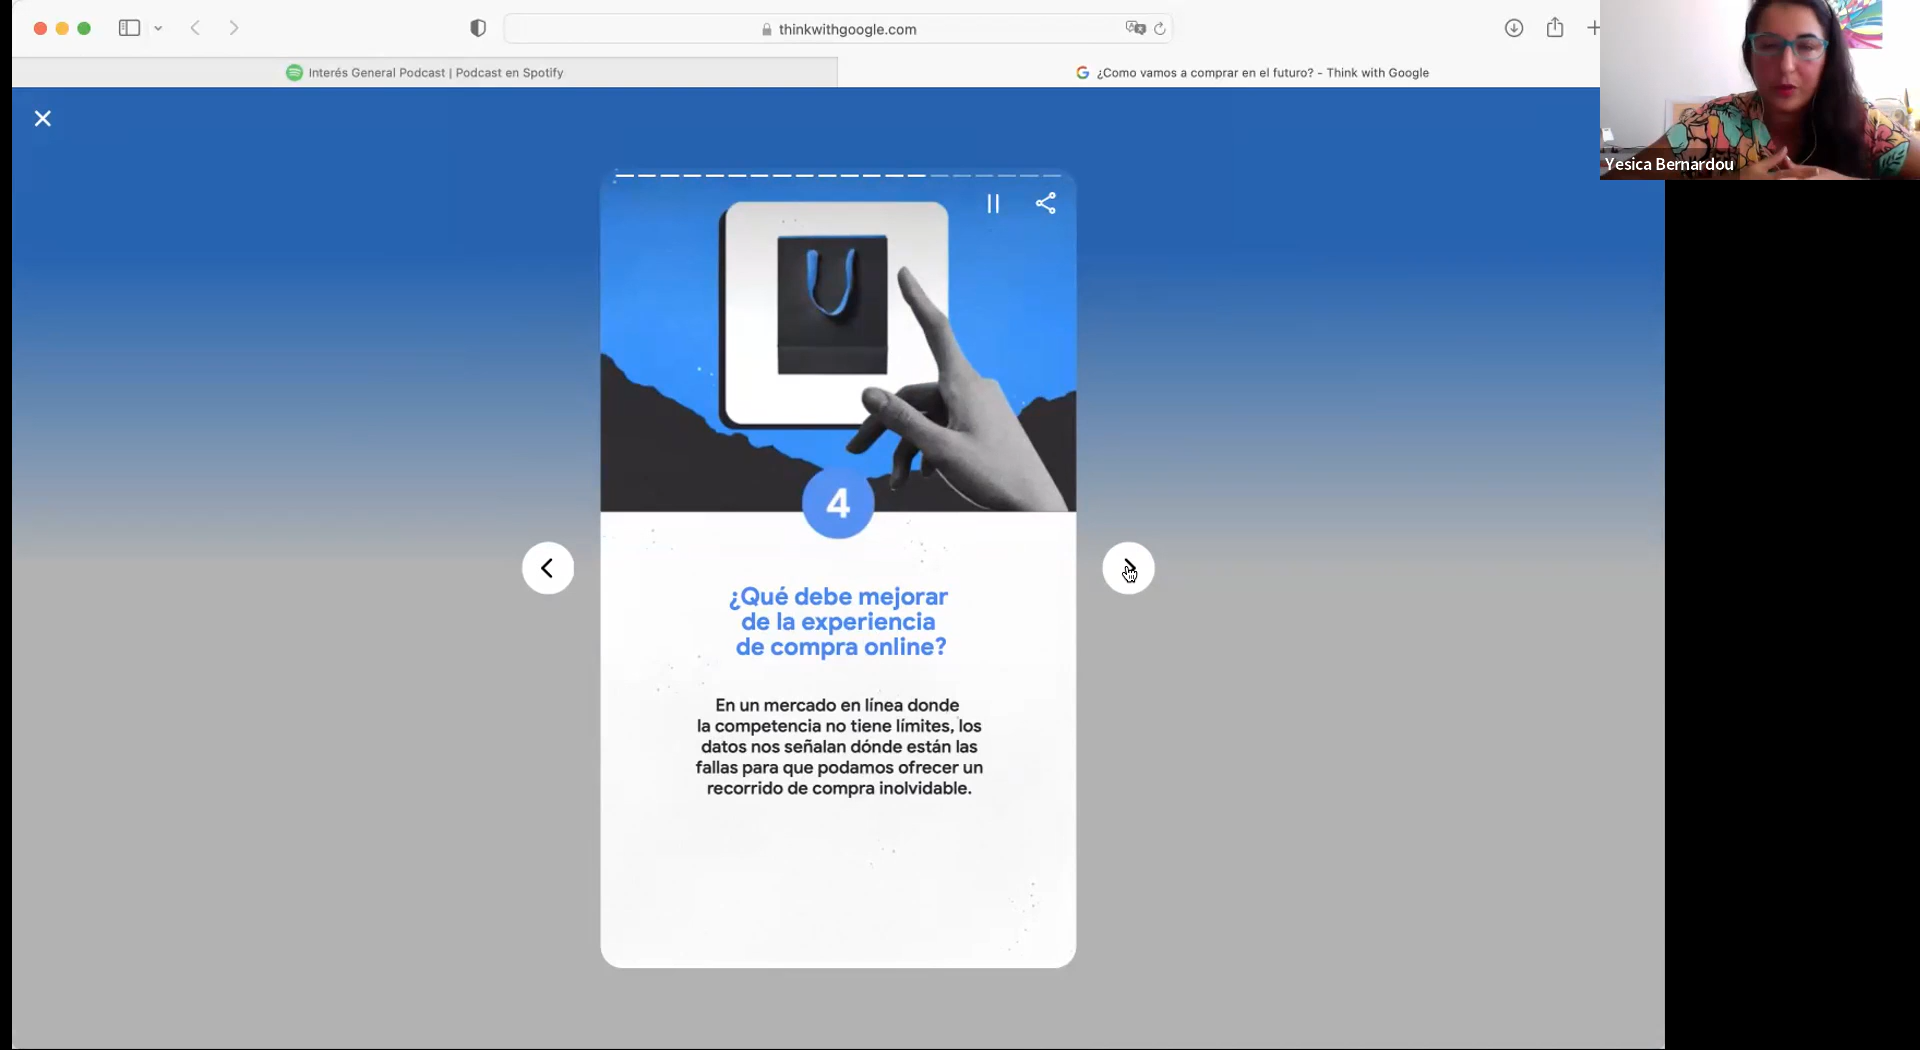 thinkwithgoogle.com
Interés General Podcast | Podcast en Spotify
¿Como vamos a comprar en el futuro? - Think with Google
Yesica Bernardou
4
¿Qué debe mejorar
de la experiencia
de compra online?
En un mercado en línea donde
la competencia no tiene límites, los
datos nos señalan dónde están las
fallas para que podamos ofrecer un
recorrido de compra inolvidable.